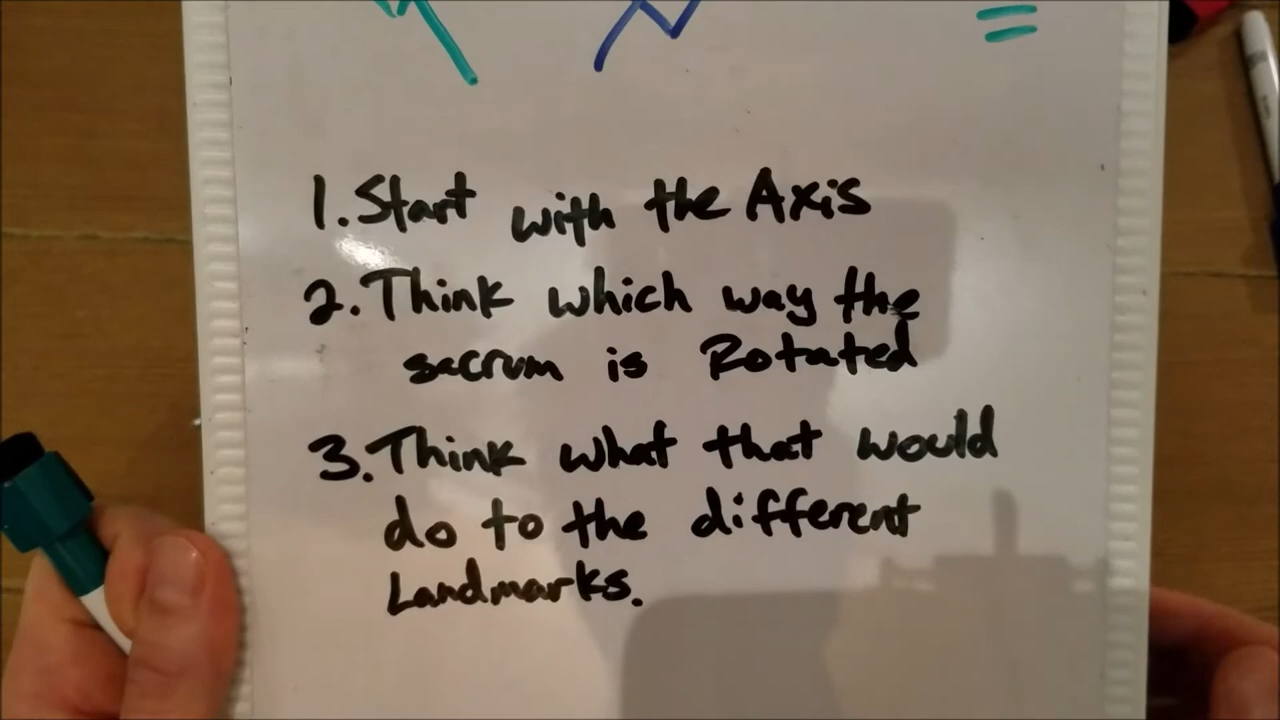 1. Start with the Axis
2. Think which way the
sacrum is Rotated
3. Think what that would
do to the different
Landmarks.